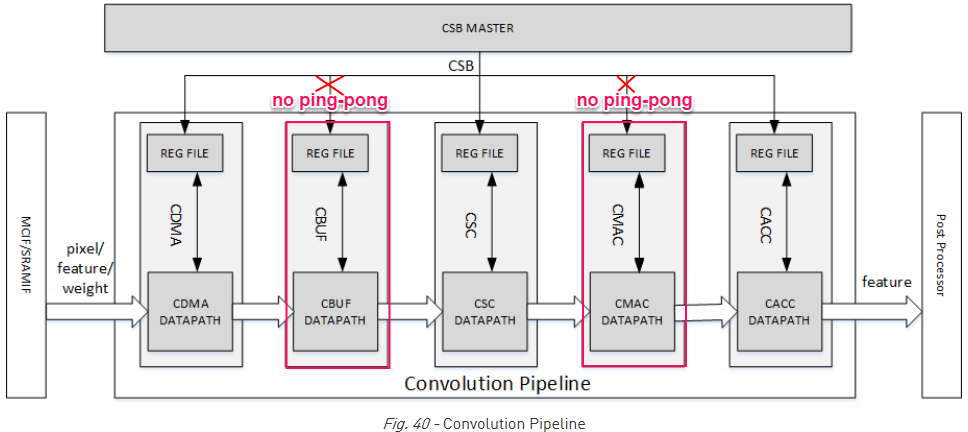 CSB MASTER
CSB
no ping-pong
no ping-pong
MCIF/SRAMIF
REG FILE
REG FILE
REG FILE
REG FILE
REG FILE
Post Processor
CDMA
CBUF
CSC
CMAC
CACC
pixel/
feature/
weight
CDMA
DATAPATH
CBUF
DATAPATH
CSC
DATAPATH
CMAC
DATAPATH
CACC
DATAPATH
feature
Convolution Pipeline
Fig. 40 - Convolution Pipeline